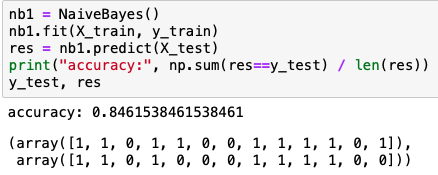 nb1 = NaiveBayes()
nb1.fit(X_train, y_train)
res = nb1.predict(X_test)
print("accuracy:", np.sum(res==y_test) / len(res))
y_test, res
accuracy: 0.8461538461538461
(array([1, 1, 0, 1, 1, 0, 0, 1, 1, 1, 1, 0, 1]),
array([1, 1, 0, 1, 0, 0, 0, 1, 1, 1, 1, 0, 0]))